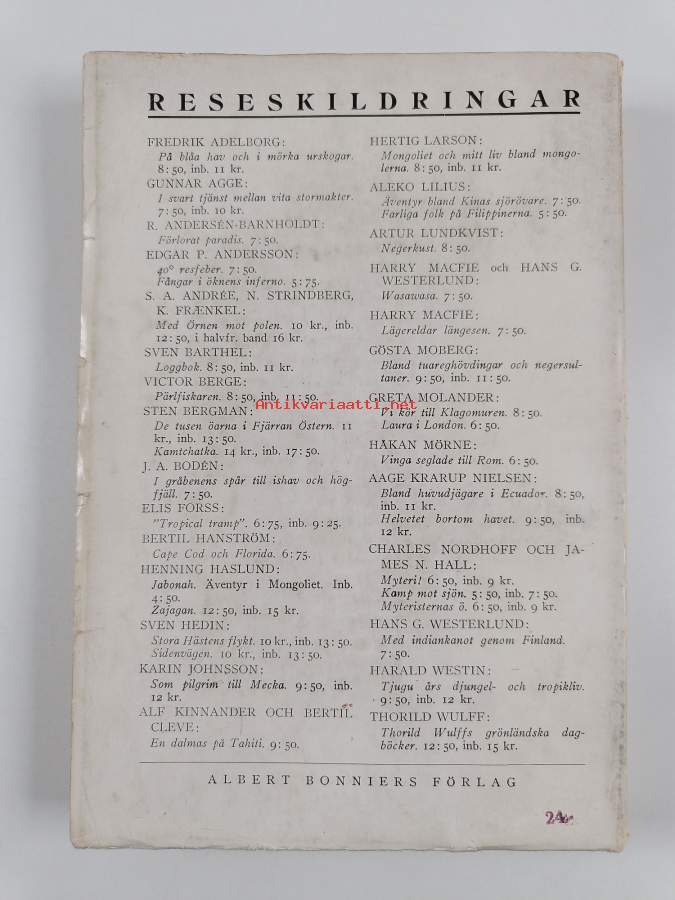 RESESKILDRINGAR
FREDRIK ADELBORG:
På blåa hav och i mörka urskogar.
8:50, inb. 11 kr.
GUNNAR AGGE:
I svart tjänst mellan vita stormakter.
7:50, inb. 10 kr.
R. ANDERSÉN-BARNHOLDT:
Förlorat paradis. 7:50.
EDGAR P. ANDERSSON:
40° resfeber. 7:50.
Fångar i öknens inferno. 5:75.
S. A. ANDRÉE, N. STRINDBERG,
K. FRÆNKEL:
Med Örnen mot polen. 10 kr., inb.
12:50, i halvfr. band 16 kr.
SVEN BARTHEL:
Loggbok. 8:50, inb. 11 kr.
VICTOR BERGE:
Pärlfiskaren. 8:50, inb. 11:50.
STEN BERGMAN:
De tusen öarna i Fjärran Östern. 11
kr., inb. 13:50.
Kamtchatka. 14 kr., inb. 17:50.
J. A. BODÉN:
I gråbenens spår till ishav och hög-
fjäll. 7:50.
ELIS FORSS:
"Tropical tramp". 6:75, inb. 9:25.
BERTIL HANSTRÖM:
Cape Cod och Florida. 6:75.
HENNING HASLUND:
Jabonah. Äventyr i Mongoliet. Inb.
4:50.
Zajagan. 12:50, inb. 15 kr.
SVEN HEDIN:
Stora Hästens flykt. 10 kr., inb. 13:50.
Sidenvägen. 10 kr., inb. 13:50.
KARIN JOHNSSON:
Som pilgrim till Mecka. 9:50, inb.
12 kr.
ALF KINNANDER OCH BERTIL
CLEVE:
En dalmas på Tahiti. 9:50.
HERTIG LARSON:
Mongoliet och mitt liv bland mongo-
lerna. 8:50, inb. 11 kr.
ALEKO LILIUS:
Äventyr bland Kinas sjörövare. 7:50.
Farliga folk på Filippinerna. 5:50.
ARTUR LUNDKVIST:
Negerkust. 8:50.
HARRY MACFIE och HANS G.
WESTERLUND:
Wasawasa. 7:50.
HARRY MACFIE:
Lägereldar längesen. 7:50.
GÖSTA MOBERG:
Bland tuareghövdingar och negersul-
taner. 9:50, inb. 11:50.
GRETA MOLANDER:
Vi kör till Klagomuren. 8:50.
Laura i London. 6:50.
HÅKAN MÖRNE:
Vinga seglade till Rom. 6:50.
AAGE KRARUP NIELSEN:
Bland huvudjägare i Ecuador. 8:50,
inb. 11 kr.
Helvetet bortom havet. 9:50, inb.
12 kr.
CHARLES NORDHOFF OCH JA-
MES N. HALL:
Myteri! 6:50, inb. 9 kr.
Kamp mot sjön. 5:50, inb. 7:50.
Myteristernas ö. 6:50, inb. 9 kr.
HANS G. WESTERLUND:
Med indiankanot genom Finland.
7:50.
HARALD WESTIN:
Tjugu års djungel- och tropikliv.
9:50, inb. 12 kr.
THORILD WULFF:
Thorild Wulffs grönländska dag-
böcker. 12:50, inb. 15 kr.
ALBERT BONNIERS FÖRLAG
Antikvariaatti.net